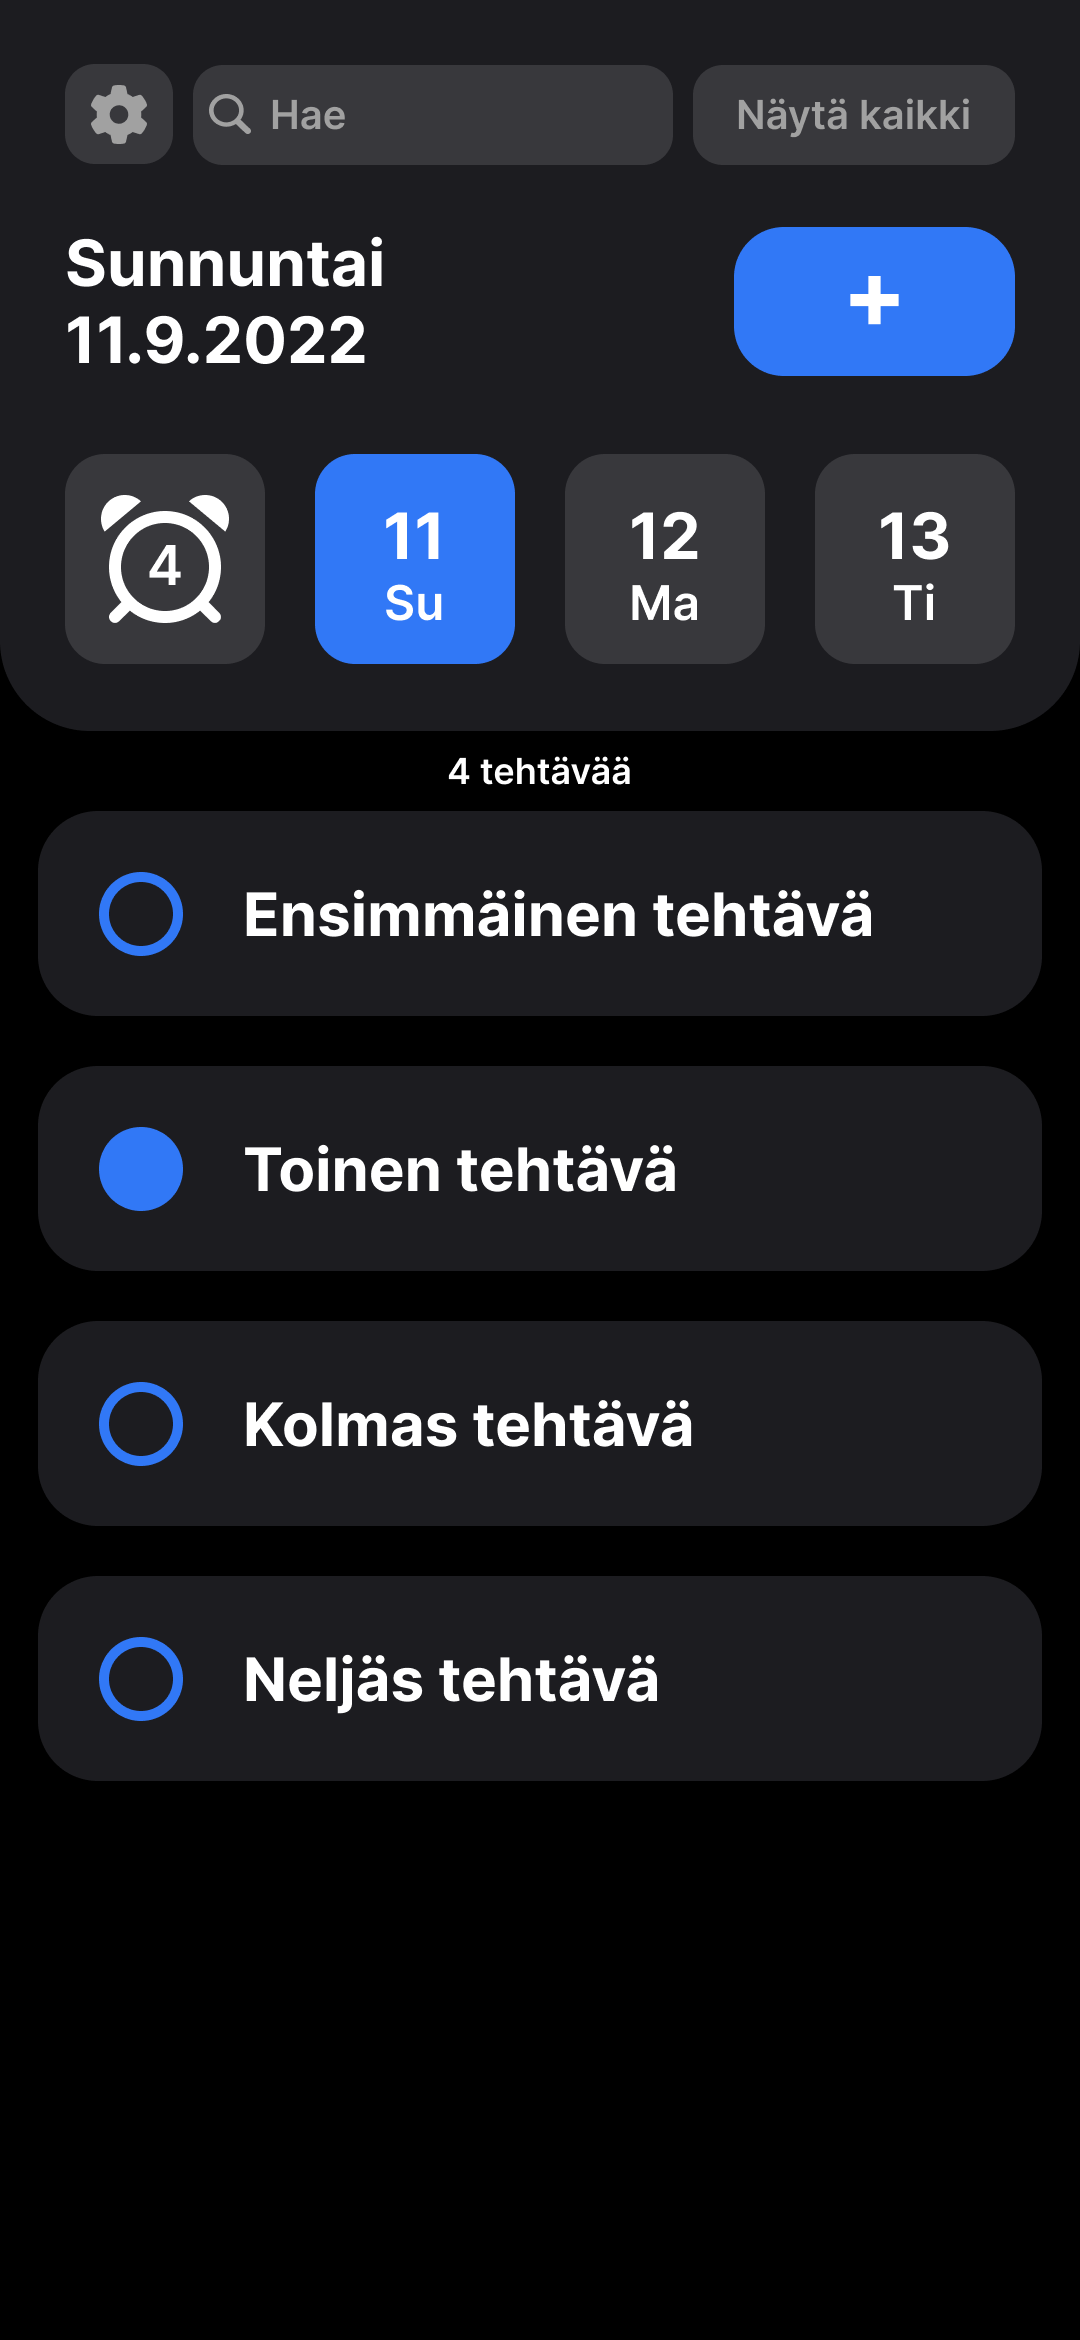 Hae
Näytä kaikki
Sunnuntai
11.9.2022
+
4
11
Su
12
Ma
13
Ti
4 tehtävää
Ensimmäinen tehtävä
Toinen tehtävä
Kolmas tehtävä
Neljäs tehtävä